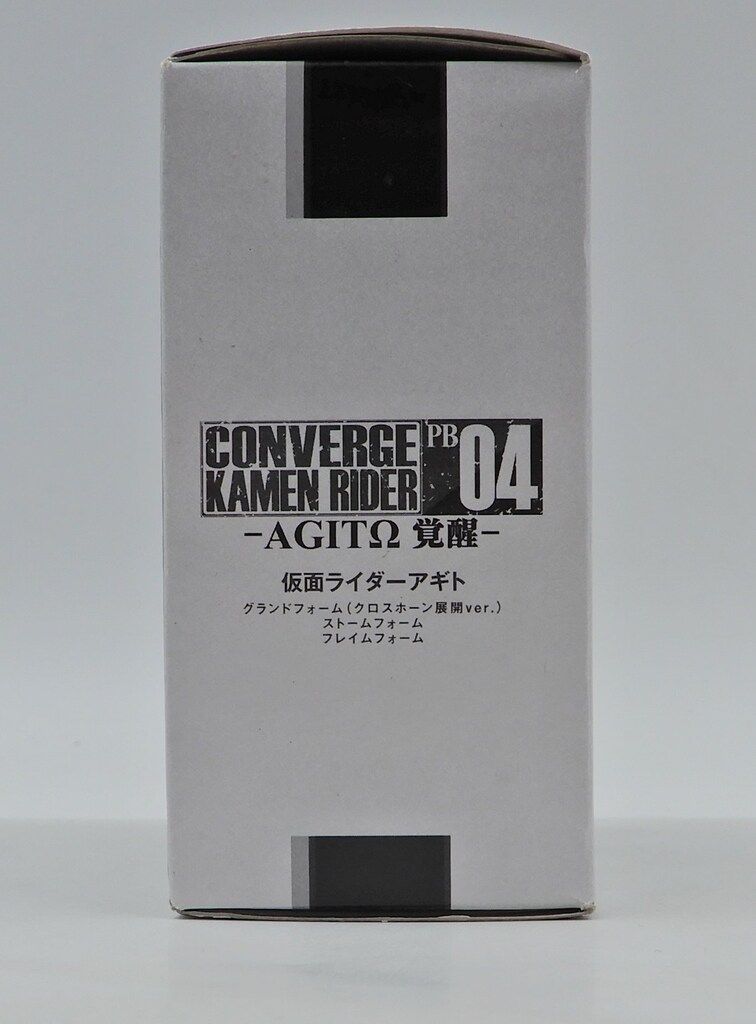 CONVERGE
KAMEN RIDER
PB 04
-AGITΩ 覚醒-
仮面ライダーアギト
グランドフォーム(クロスホーン展開ver.)
ストームフォーム
フレイムフォーム